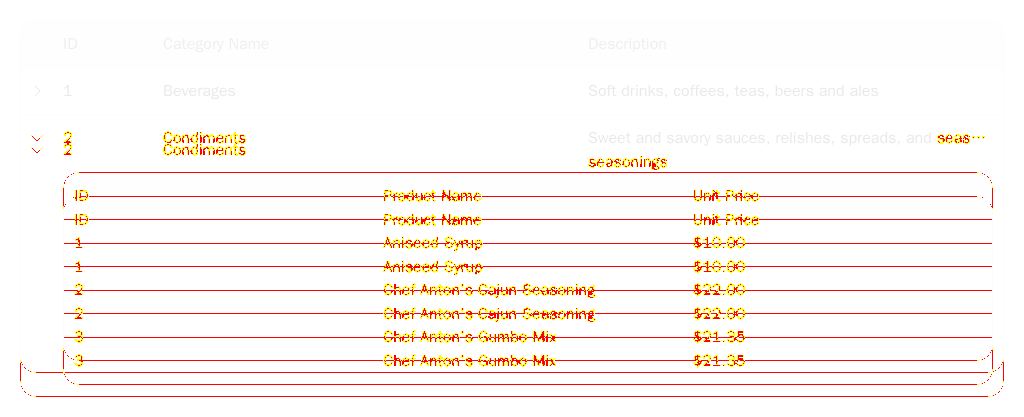 ID Category Name Description
1 Beverages Soft drinks, coffees, teas, beers and ales
2 Condiments Sweet and savory sauces, relishes, spreads, and seas...
2 Condiments
seasonings
ID Product Name Unit Price
ID Product Name Unit Price
1 Aniseed Syrup $10.00
1 Aniseed Syrup $10.00
2 Chef Anton's Cajun Seasoning $22.00
2 Chef Anton's Cajun Seasoning $22.00
3 Chef Anton's Gumbo Mix $21.35
3 Chef Anton's Gumbo Mix $21.35